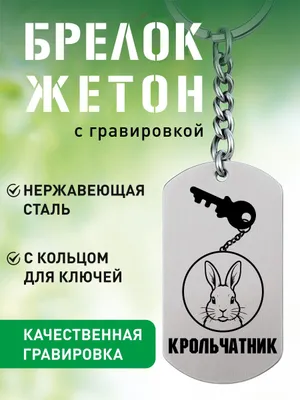 БРЕЛОК
ЖЕТОН
с гравировкой
НЕРЖАВЕЮЩАЯ
СТАЛЬ
С КОЛЬЦОМ
ДЛЯ КЛЮЧЕЙ
КАЧЕСТВЕННАЯ
ГРАВИРОВКА
КРОЛЬЧАТНИК